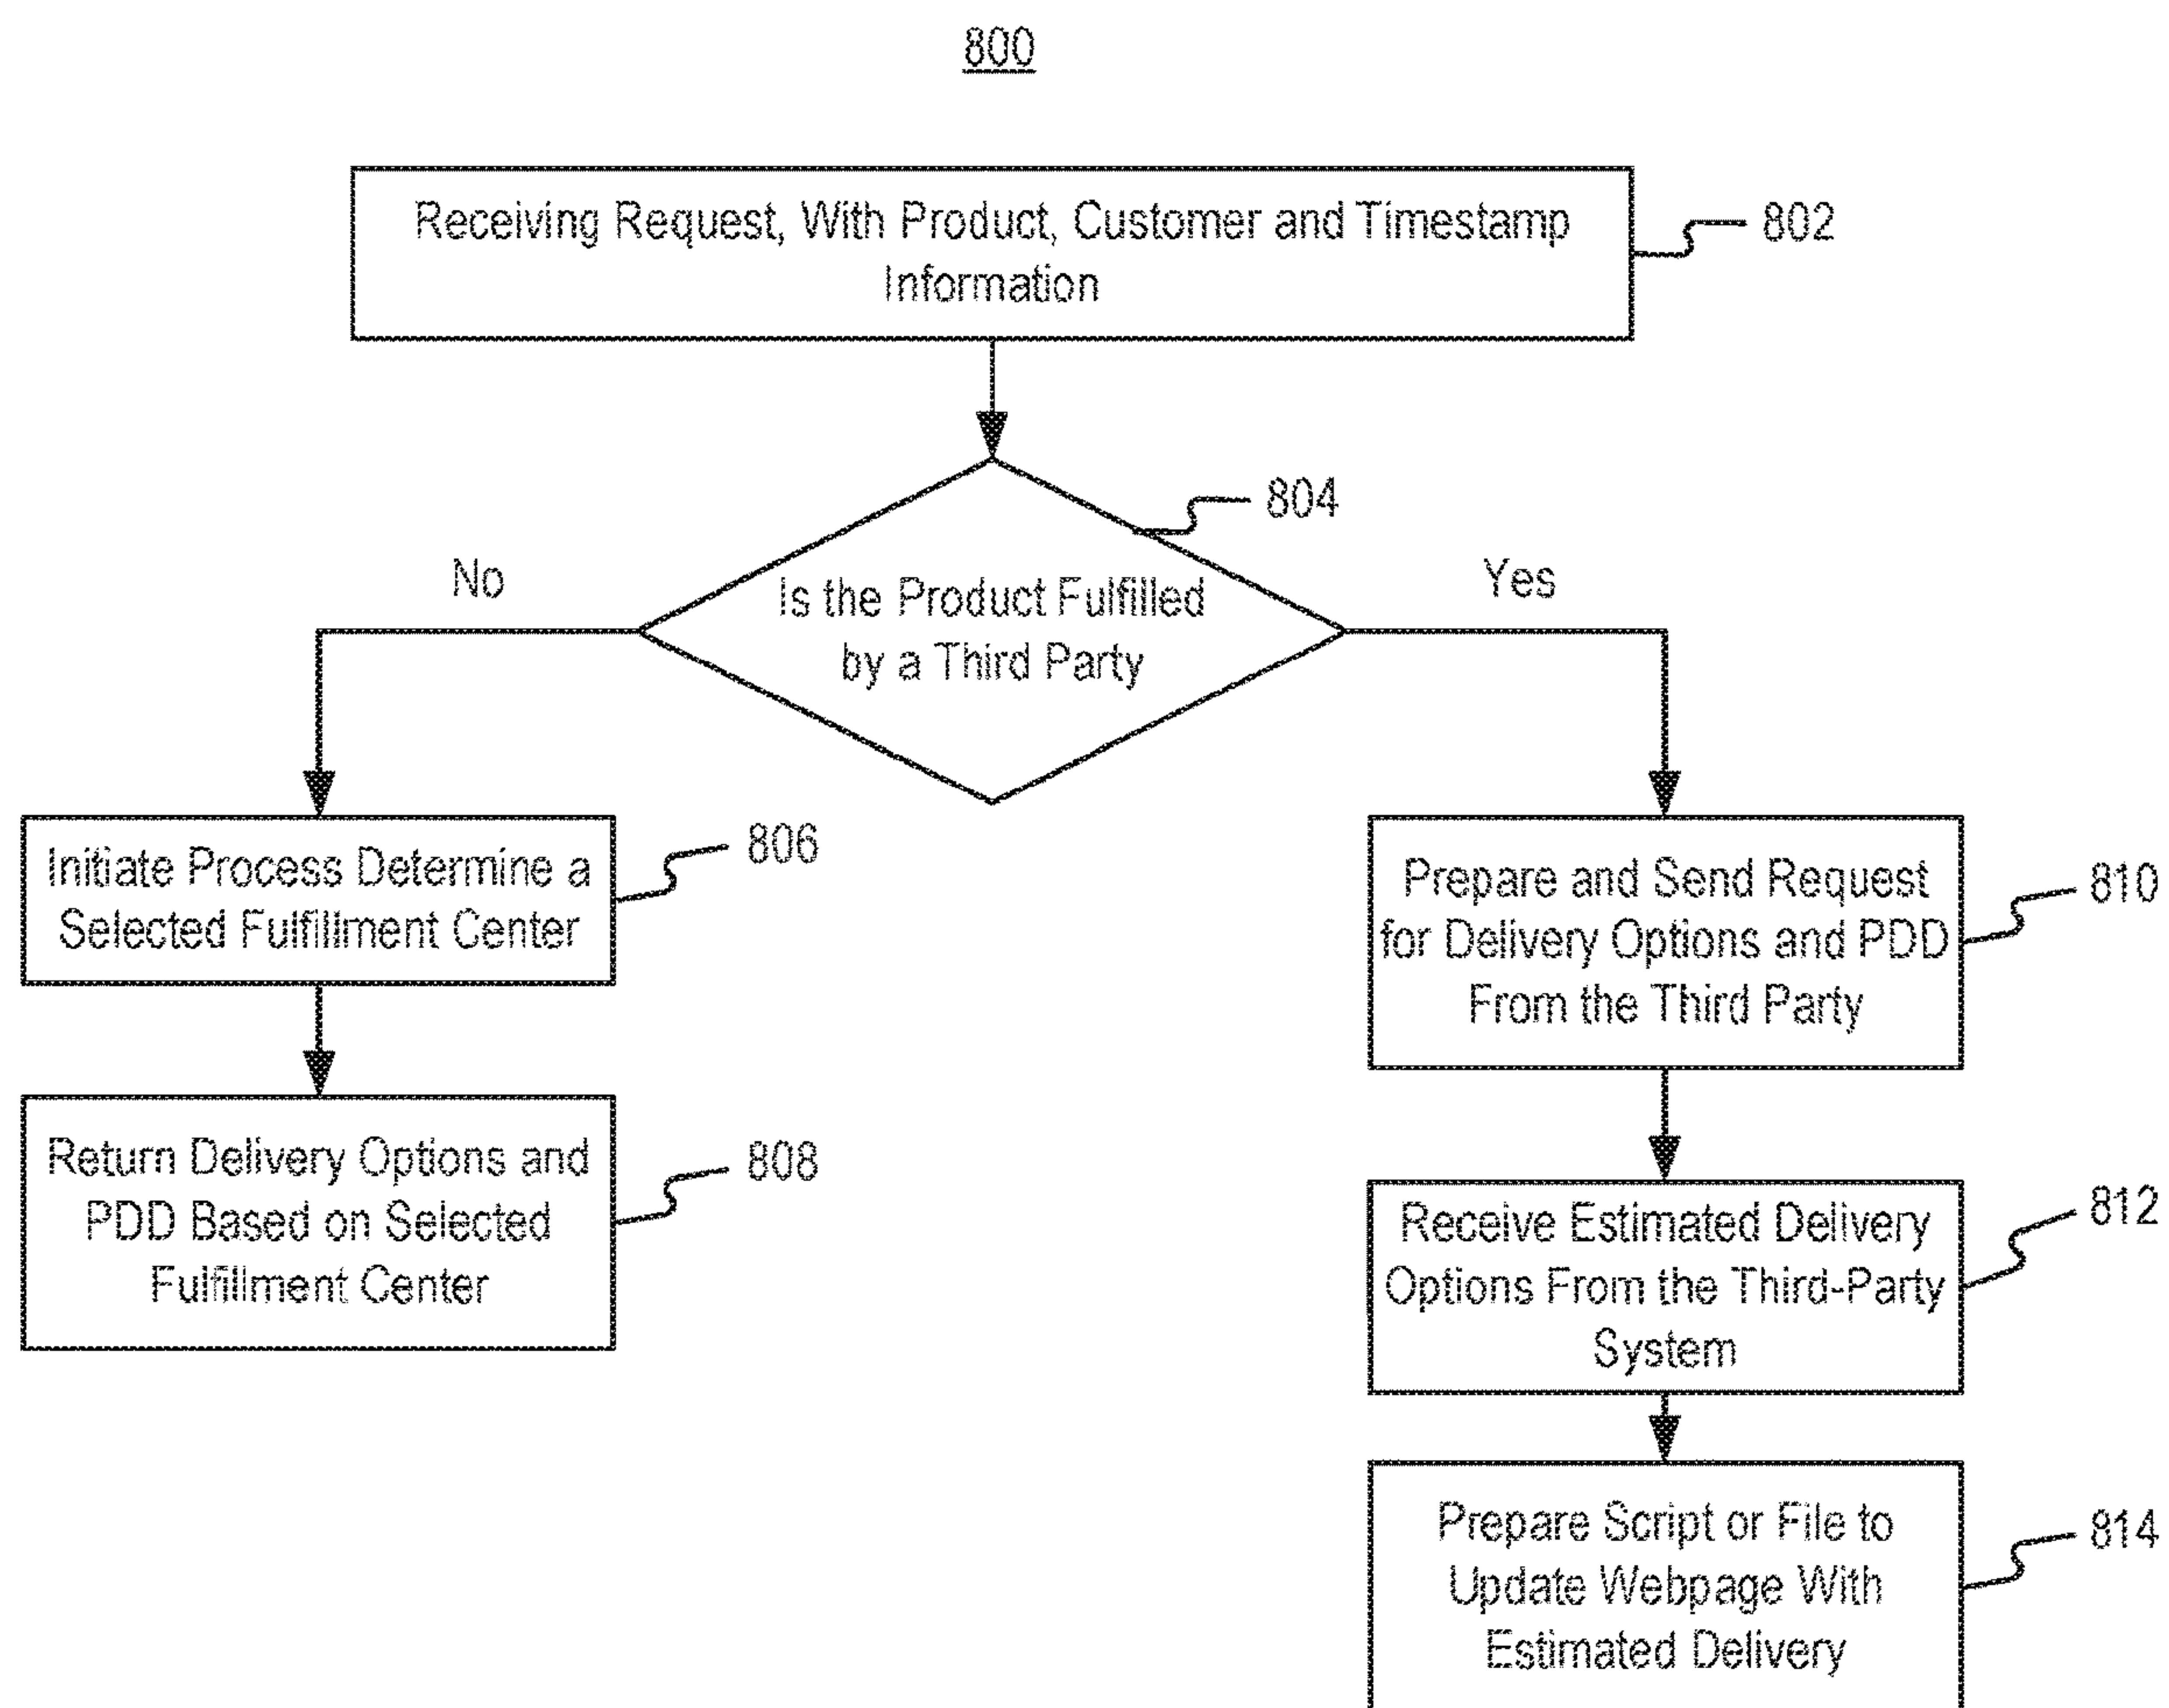 800
Receiving Request, With Product, Customer and Timestamp
Information
802
804
No
Yes
Is the Product Fulfilled
by a Third Party
Initiate Process Determine a
Selected Fulfillment Center
806
Return Delivery Options and
PDD Based on Selected
Fulfillment Center
808
Prepare and Send Request
for Delivery Options and PDD
From the Third Party
810
Receive Estimated Delivery
Options From the Third-Party
System
812
Prepare Script or File to
Update Webpage With
Estimated Delivery
814